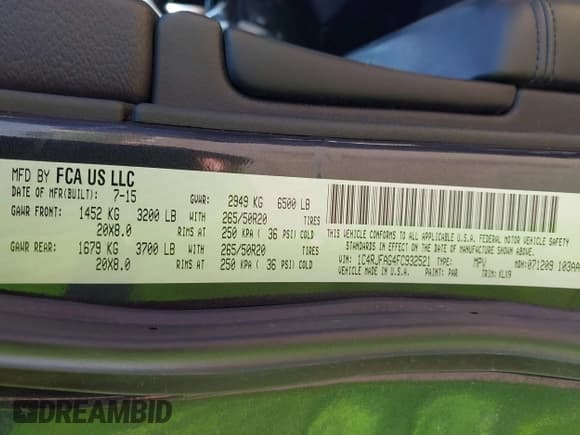 MFD BY FCA US LLC
DATE OF MFR(BUILT): 7-15 GVWR: 2949 KG 6500 LB
GAWR FRONT: 1452 KG 3200 LB WITH 265/50R20 TIRES
20X8.0 RIMS AT 250 KPA ( 36 PSI) COLD
GAWR REAR: 1679 KG 3700 LB WITH 265/50R20 TIRES
20X8.0 RIMS AT 250 KPA ( 36 PSI) COLD
THIS VEHICLE CONFORMS TO ALL APPLICABLE U.S.A. FEDERAL MOTOR VEHICLE SAFETY
STANDARDS IN EFFECT ON THE DATE OF MANUFACTURE SHOWN ABOVE.
VIN: 1C4RJFAG4FC932521 TYPE: MPV MDH: 071209 103AA
VEHICLE MADE IN U.S.A. PAINT: PAR TRIM: KLX9
DREAMBID